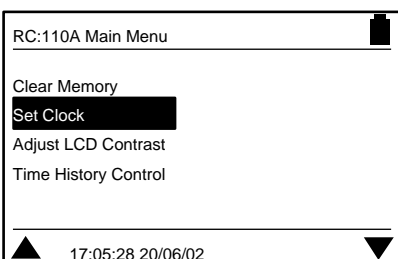 RC:110A Main Menu
Clear Memory
Set Clock
Adjust LCD Contrast
Time History Control
17:05:28 20/06/02